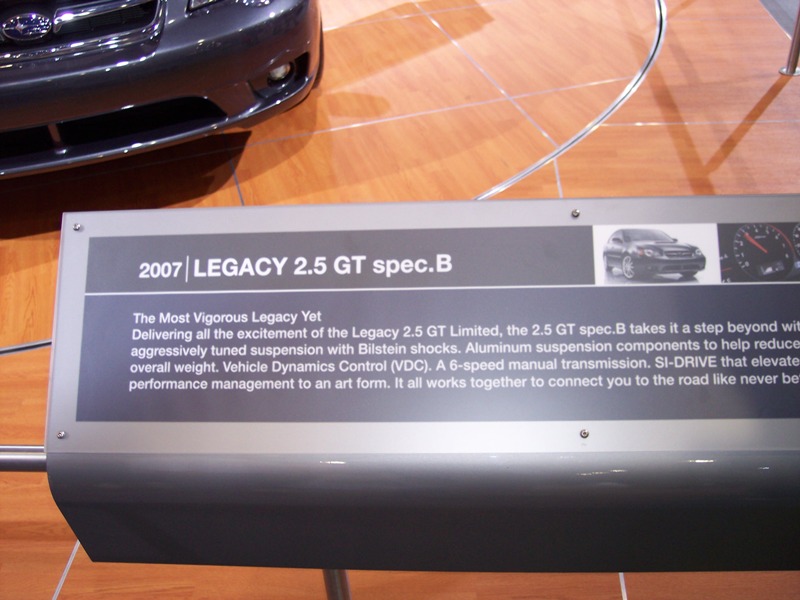 2007 | LEGACY 2.5 GT spec.B
The Most Vigorous Legacy Yet
Delivering all the excitement of the Legacy 2.5 GT Limited, the 2.5 GT spec.B takes it a step beyond wit
aggressively tuned suspension with Bilstein shocks. Aluminum suspension components to help reduce
overall weight. Vehicle Dynamics Control (VDC). A 6-speed manual transmission. SI-DRIVE that elevate
performance management to an art form. It all works together to connect you to the road like never be